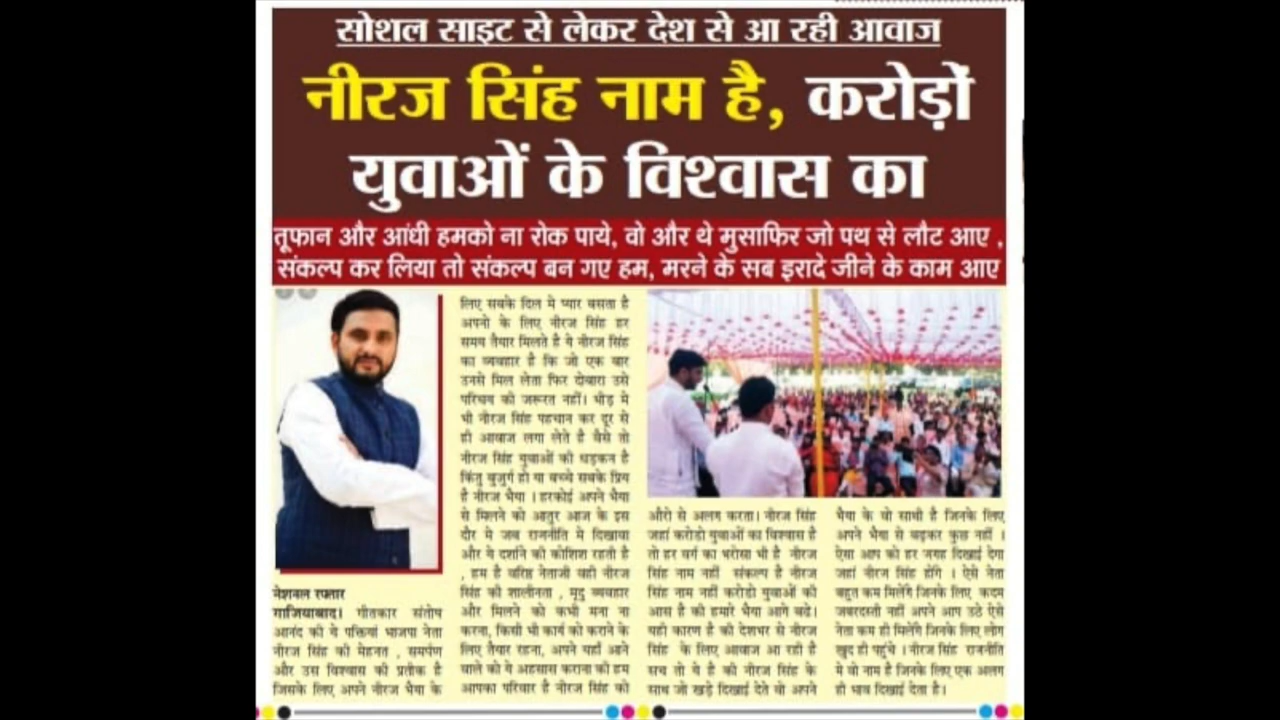 सोशल साइट से लेकर देश से आ रही आवाज
नीरज सिंह नाम है, करोड़ों
युवाओं के विश्वास का
तूफान और आंधी हमको ना रोक पाये, वो और थे मुसाफिर जो पथ से लौट आए ,
संकल्प कर लिया तो संकल्प बन गए हम, मरने के सब इरादे जीने के काम आए
नेशनल रफ्तार
गाजियाबाद। गीतकार संतोष
आनंद की ये पंक्तियां भाजपा नेता
नीरज सिंह की मेहनत , समर्पण
और उस विश्वास की प्रतीक है
जिसके लिए अपने नीरज भैया के
लिए सबके दिल मे प्यार बसता है
अपनो के लिए नीरज सिंह हर
समय तैयार मिलते है ये नीरज सिंह
का व्यवहार है कि जो एक बार
उनसे मिल लेता फिर दोबारा उसे
परिचय की जरूरत नहीं। भीड़ मे
भी नीरज सिंह पहचान कर दूर से
ही आवाज लगा लेते है वैसे तो
नीरज सिंह युवाओं की धड़कन है
किंतु बुजुर्ग हो या बच्चे सबके प्रिय
है नीरज भैया । हरकोई अपने भैया
से मिलने को आतुर आज के इस
दौर मे जब राजनीति मे दिखावा
और ये दर्शाने की कोशिश रहती है
, हम है वरिष्ठ नेताजी वही नीरज
सिंह की शालीनता , मृदु व्यवहार
और मिलने को कभी मना ना
करना, किसी भी कार्य को कराने के
लिए तैयार रहना, अपने यहाँ आने
वाले को ये अहसास कराना की हम
आपका परिवार है नीरज सिंह को
औरो से अलग करता। नीरज सिंह
जहां करोडो युवाओं का विश्वास है
तो हर वर्ग का भरोसा भी है नीरज
सिंह नाम नहीं संकल्प है नीरज
सिंह नाम नहीं करोडो युवाओं की
आस है की हमारे भैया आगे बढे।
यही कारण है की देशभर से नीरज
सिंह के लिए आवाज आ रही है
सच तो ये है की नीरज सिंह के
साथ जो खड़े दिखाई देते वो अपने
भैया के वो साथी है जिनके लिए
अपने भैया से बढ़कर कुछ नहीं ।
ऐसा आप को हर जगह दिखाई देगा
जहां नीरज सिंह होंगे । ऐसे नेता
बहुत कम मिलेंगे जिनके लिए कदम
जबरदस्ती नहीं अपने आप उठे ऐसे
नेता कम ही मिलेंगे जिनके लिए लोग
खुद ही पहुंचे । नीरज सिंह राजनीति
मे वो नाम है जिनके लिए एक अलग
ही भाव दिखाई देता है।